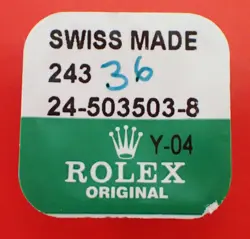 SWISS MADE
243 36
24-503503-8
Y-04
ROLEX
ORIGINAL